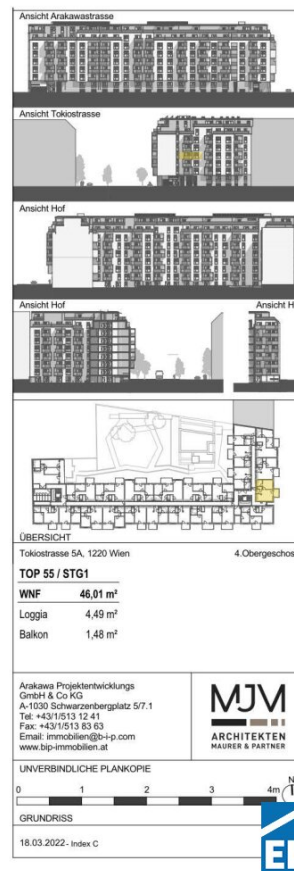 Ansicht Arakawastrasse
Ansicht Tokiostrasse
Ansicht Hof
Ansicht Hof
Ansicht H
ÜBERSICHT
Tokiostrasse 5A, 1220 Wien
4.Obergeschos
TOP 55 / STG1
WNF 46,01 m²
Loggia 4,49 m²
Balkon 1,48 m²
Arakawa Projektentwicklungs
GmbH & Co KG
A-1030 Schwarzenbergplatz 5/7.1
Tel: +43/1/513 12 41
Fax: +43/1/513 83 63
Email: immobilien@b-i-p.com
www.bip-immobilien.at
MJM
ARCHITEKTEN
MAURER & PARTNER
UNVERBINDLICHE PLANKOPIE
N
0 1 2 3 4m
GRUNDRISS
18.03.2022 - Index C